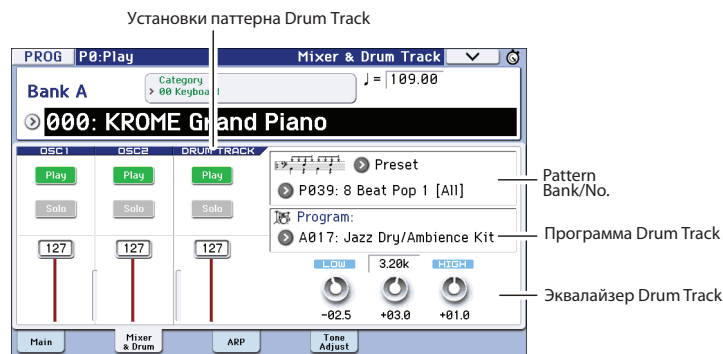 Установки паттерна Drum Track
PROG P0:Play Mixer & Drum Track
Bank A
Category
00 Keyboard
♩= 109.00
000: KROME Grand Piano
OSC1 OSC2 DRUM TRACK
Play Play Play
Solo Solo Solo
127 127 127
Preset
P039: 8 Beat Pop 1 [All]
Pattern
Bank/No.
Program:
A017: Jazz Dry/Ambience Kit
Программа Drum Track
LOW 3.20k HIGH
-02.5 +03.0 +01.0
Эквалайзер Drum Track
Main Mixer & Drum ARP Tone Adjust